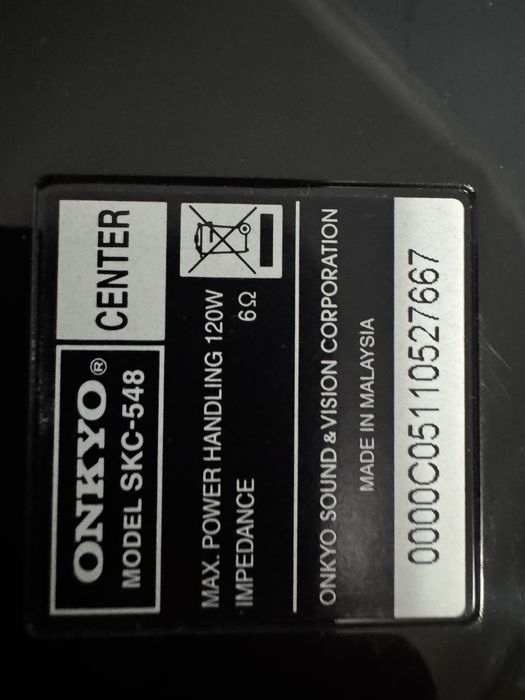 ONKYO®
MODEL SKC-548
CENTER
MAX. POWER HANDLING 120W
IMPEDANCE 6Ω
ONKYO SOUND & VISION CORPORATION
MADE IN MALAYSIA
0000C05110527667